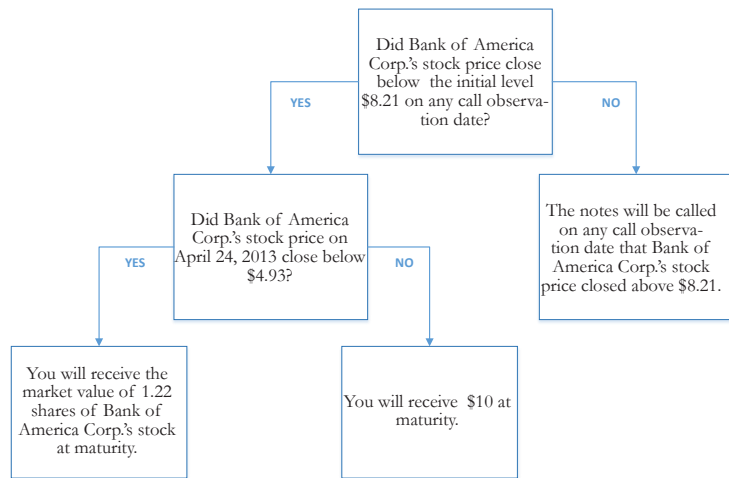 Did Bank of America
Corp.'s stock price close
below the initial level
$8.21 on any call observa-
tion date?
YES
NO
Did Bank of America
Corp.'s stock price on
April 24, 2013 close below
$4.93?
The notes will be called
on any call observa-
tion date that Bank of
America Corp.'s stock
price closed above $8.21.
YES
NO
You will receive the
market value of 1.22
shares of Bank of
America Corp.'s stock
at maturity.
You will receive $10 at
maturity.